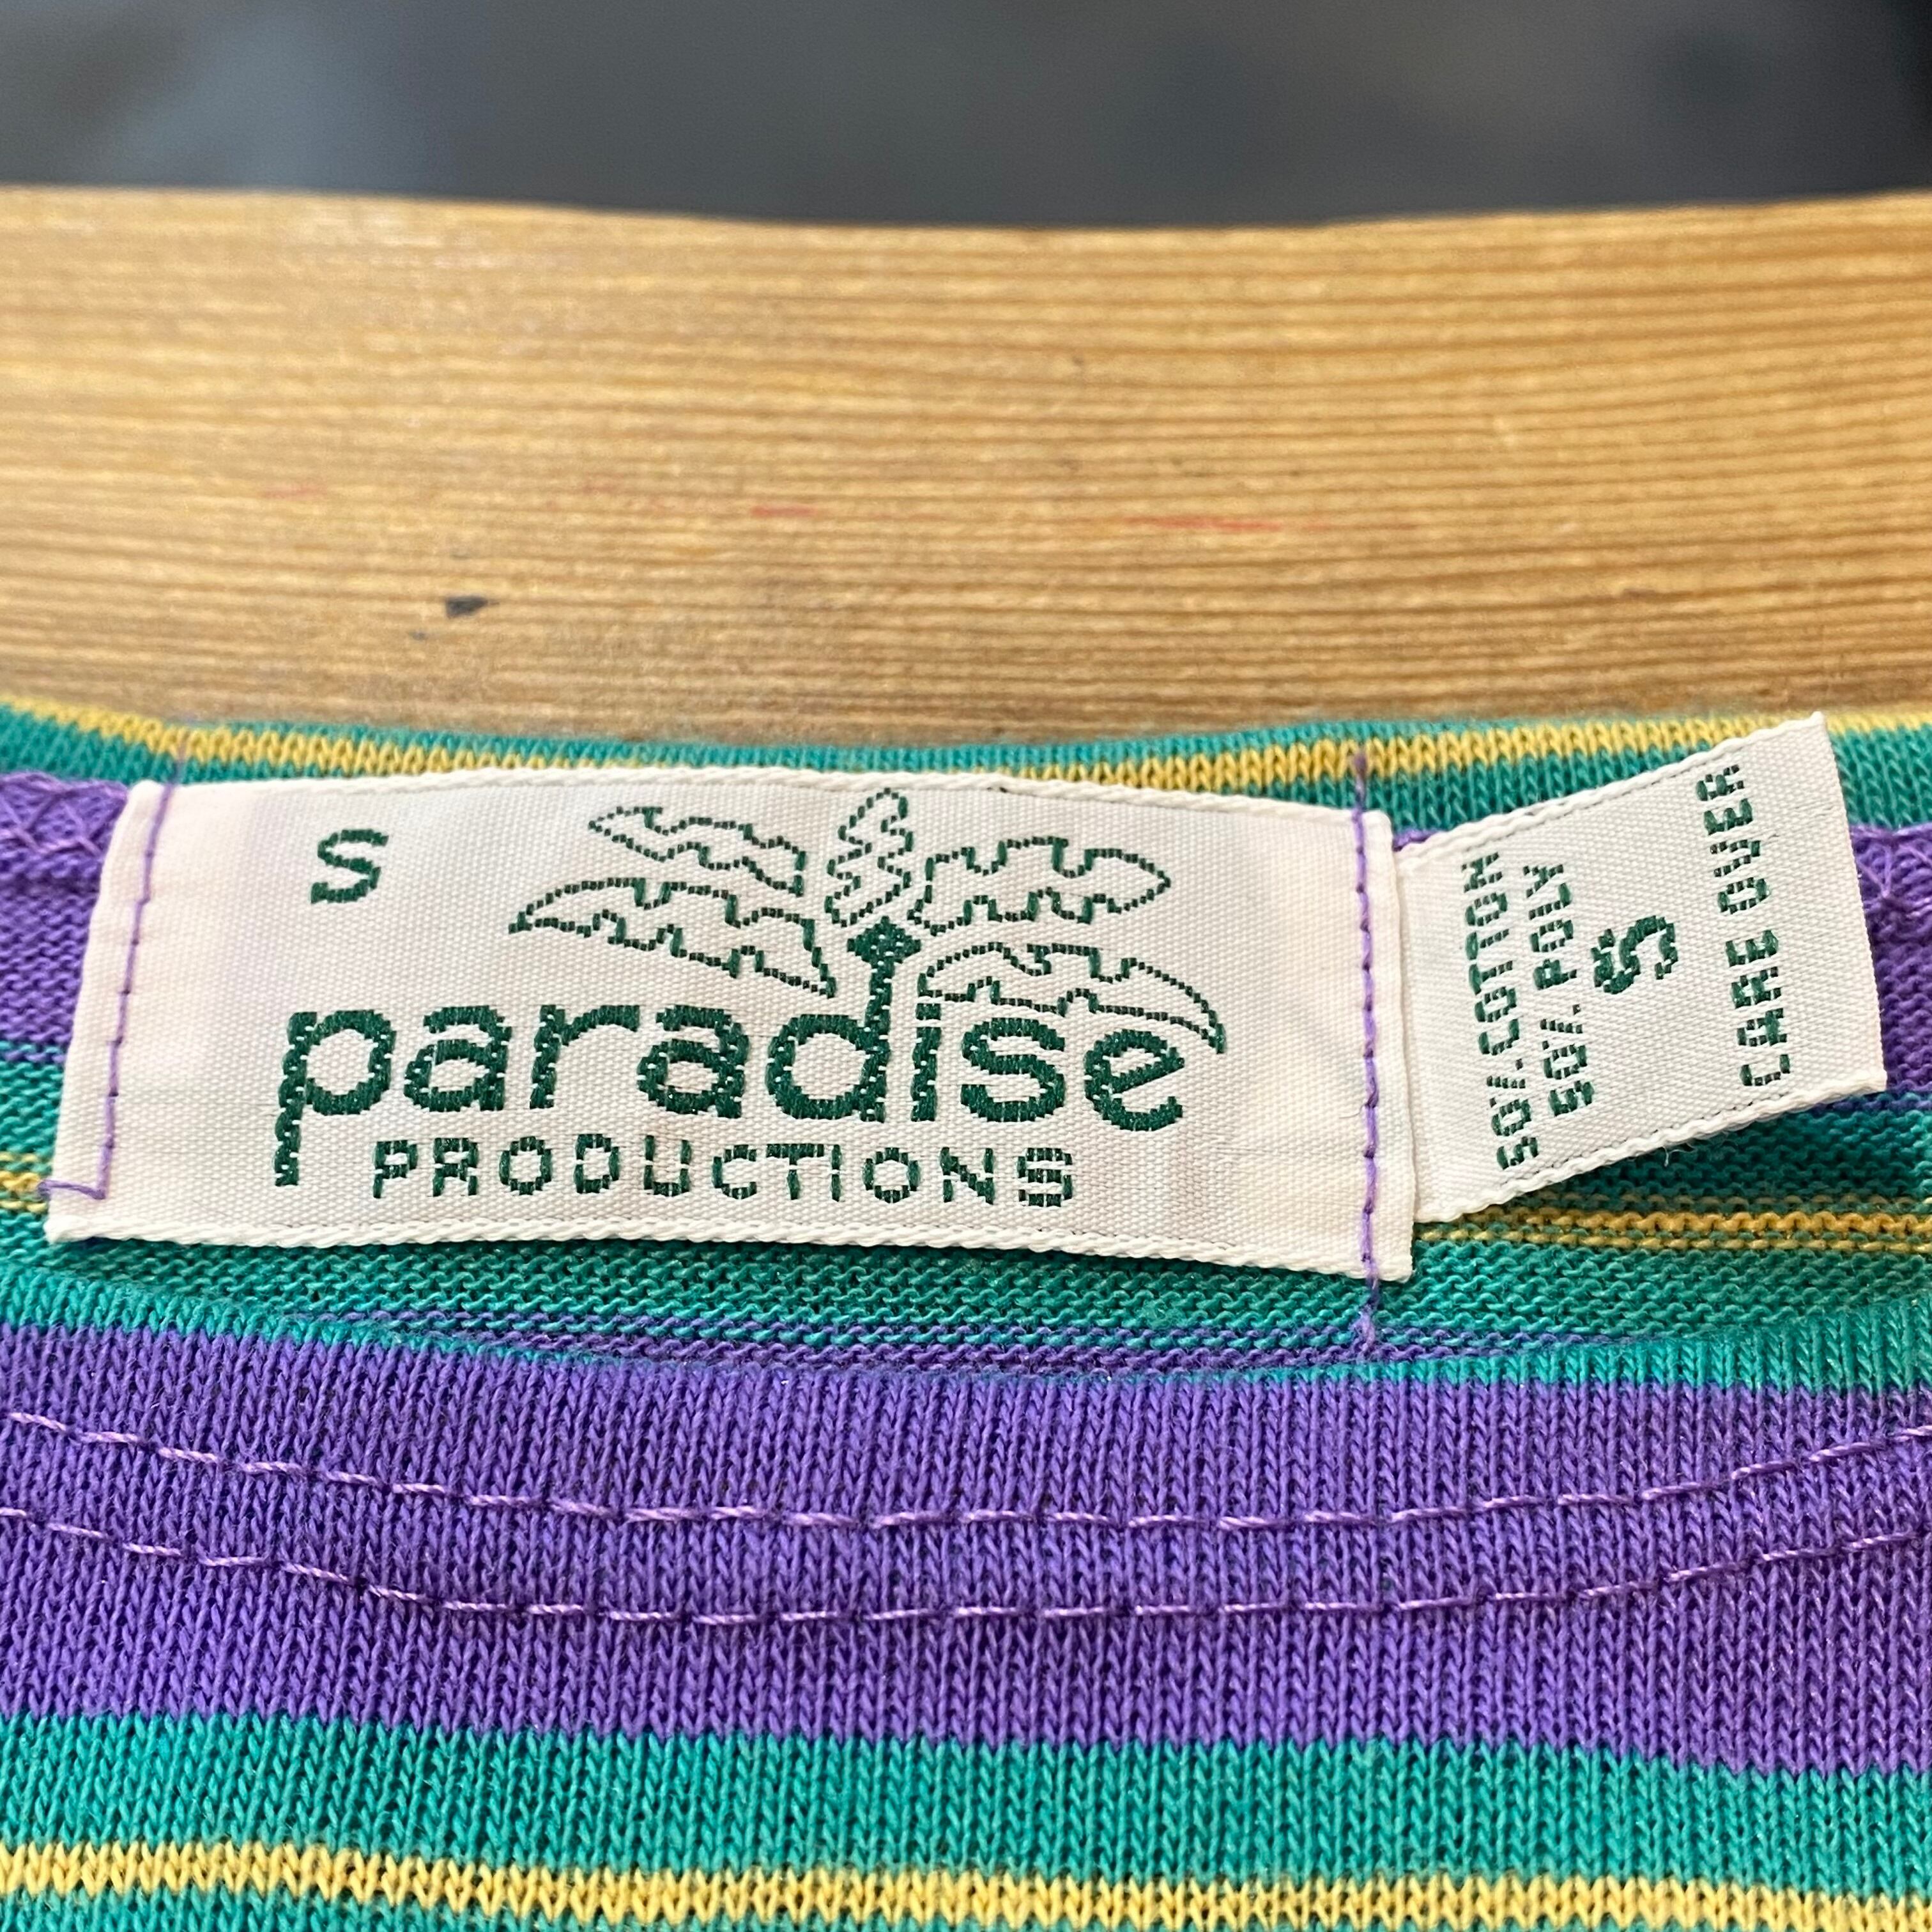 S
paradise
PRODUCTIONS
50% COTTON
50% POLY
S
CARE OVER